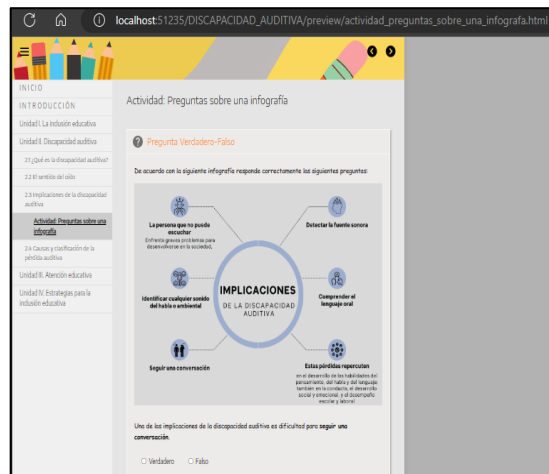 localhost:51235/DISCAPACIDAD_AUDITIVA/preview/actividad_preguntas_sobre_una_infografa.html
INICIO
INTRODUCCIÓN
Unidad I. La inclusión educativa
Unidad II. Discapacidad auditiva
2.1 ¿Qué es la discapacidad auditiva?
2.2 El sentido del oído
2.3 Implicaciones de la discapacidad
auditiva
Actividad: Preguntas sobre una
infografía
2.4 Causas y clasificación de la
pérdida auditiva
Unidad III. Atención educativa
Unidad IV. Estrategias para la
inclusión educativa
Actividad: Preguntas sobre una infografía
Pregunta Verdadero-Falso
De acuerdo con la siguiente infografía responde correctamente las siguientes preguntas:
La persona que no puede
escuchar
Enfrenta graves problemas para
desenvolverse en la sociedad,
Detectar la fuente sonora
Identificar cualquier sonido
del habla o ambiental
IMPLICACIONES
DE LA DISCAPACIDAD
AUDITIVA
Comprender el
lenguaje oral
Seguir una conversación
Estas pérdidas repercuten
en el desarrollo de las habilidades del
pensamiento, del habla y del lenguaje
también en la conducta, el desarrollo
social y emocional, y el desempeño
escolar y laboral
Una de las implicaciones de la discapacidad auditiva es dificultad para seguir una
conversación.
Verdadero
Falso